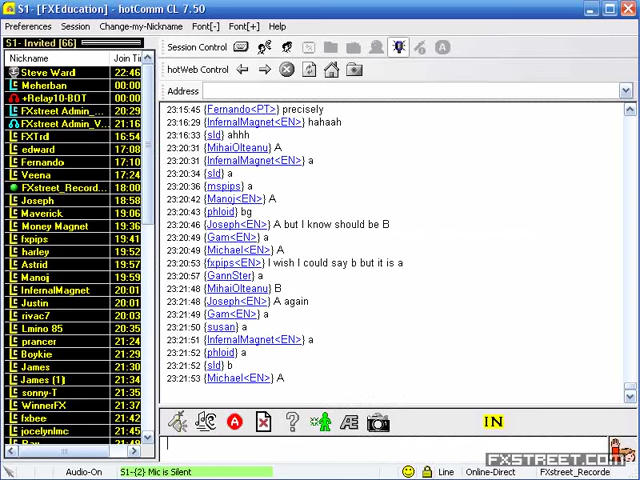 S1- [FXEducation] - hotComm CL 7.50
Preferences Session Change-my-Nickname Font[-] Font[+] Help
S1- Invited [66]
Session Control
Nickname Join Ti
hotWeb Control
Address
Steve Ward 22:46
Meherban 00:00
+Relay10-BOT 00:00
FXstreet Admin_ 20:29
FXstreet Admin_V... 21:16
FXTrd 16:54
edward 17:08
Fernando 17:10
Veena 17:24
FXstreet_Recorde... 18:00
Joseph 18:58
Maverick 19:06
Money Magnet 19:36
fxpips 19:41
harley 19:52
Astrid 19:57
Manoj 19:59
InfernalMagnet 20:01
Justin 20:01
rivac7 20:03
Lmino 85 20:35
prancer 21:29
Boykie 21:29
James 21:30
James (1) 21:34
sonny-T 21:37
WinnerFX 21:37
fxbee 21:42
jocelynlmc 21:45
23:15:45 {Fernando<PT>} precisely
23:16:29 {InfernalMagnet<EN>} hahaah
23:16:33 {sld} ahhh
23:20:31 {MihaiOlteanu} A
23:20:31 {InfernalMagnet<EN>} a
23:20:34 {sld} a
23:20:36 {mspips} a
23:20:42 {Manoj<EN>} A
23:20:43 {phloid} bg
23:20:46 {Joseph<EN>} A but I know should be B
23:20:49 {Gam<EN>} a
23:20:49 {Michael<EN>} A
23:20:53 {fxpips<EN>} I wish I could say b but it is a
23:20:57 {GannSter} a
23:21:48 {MihaiOlteanu} B
23:21:48 {Joseph<EN>} A again
23:21:49 {Gam<EN>} a
23:21:50 {susan} a
23:21:51 {InfernalMagnet<EN>} a
23:21:52 {phloid} a
23:21:52 {sld} b
23:21:53 {Michael<EN>} A
IN
FXSTREET.COM
Audio-On S1-{2} Mic is Silent Line Online-Direct FXstreet_Recorde